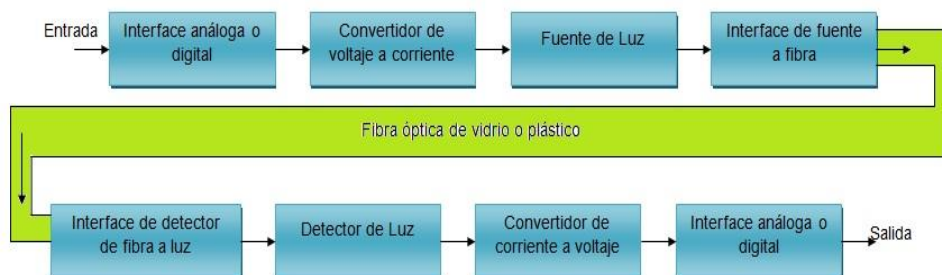 Entrada
Interface análoga o
digital
Convertidor de
voltaje a corriente
Fuente de Luz
Interface de fuente
a fibra
Fibra óptica de vidrio o plástico
Interface de detector
de fibra a luz
Detector de Luz
Convertidor de
corriente a voltaje
Interface análoga o
digital
Salida